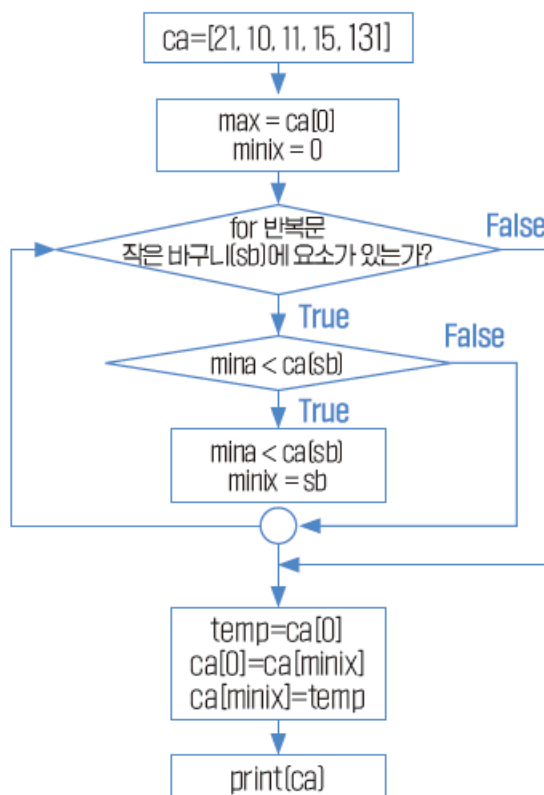 ca=[21, 10, 11, 15, 131]
max = ca[0]
minix = 0
for 반복문
작은 바구니(sb)에 요소가 있는가?
False
True
mina < ca(sb)
False
True
mina < ca(sb)
minix = sb
temp=ca[0]
ca[0]=ca[minix]
ca[minix]=temp
print(ca)